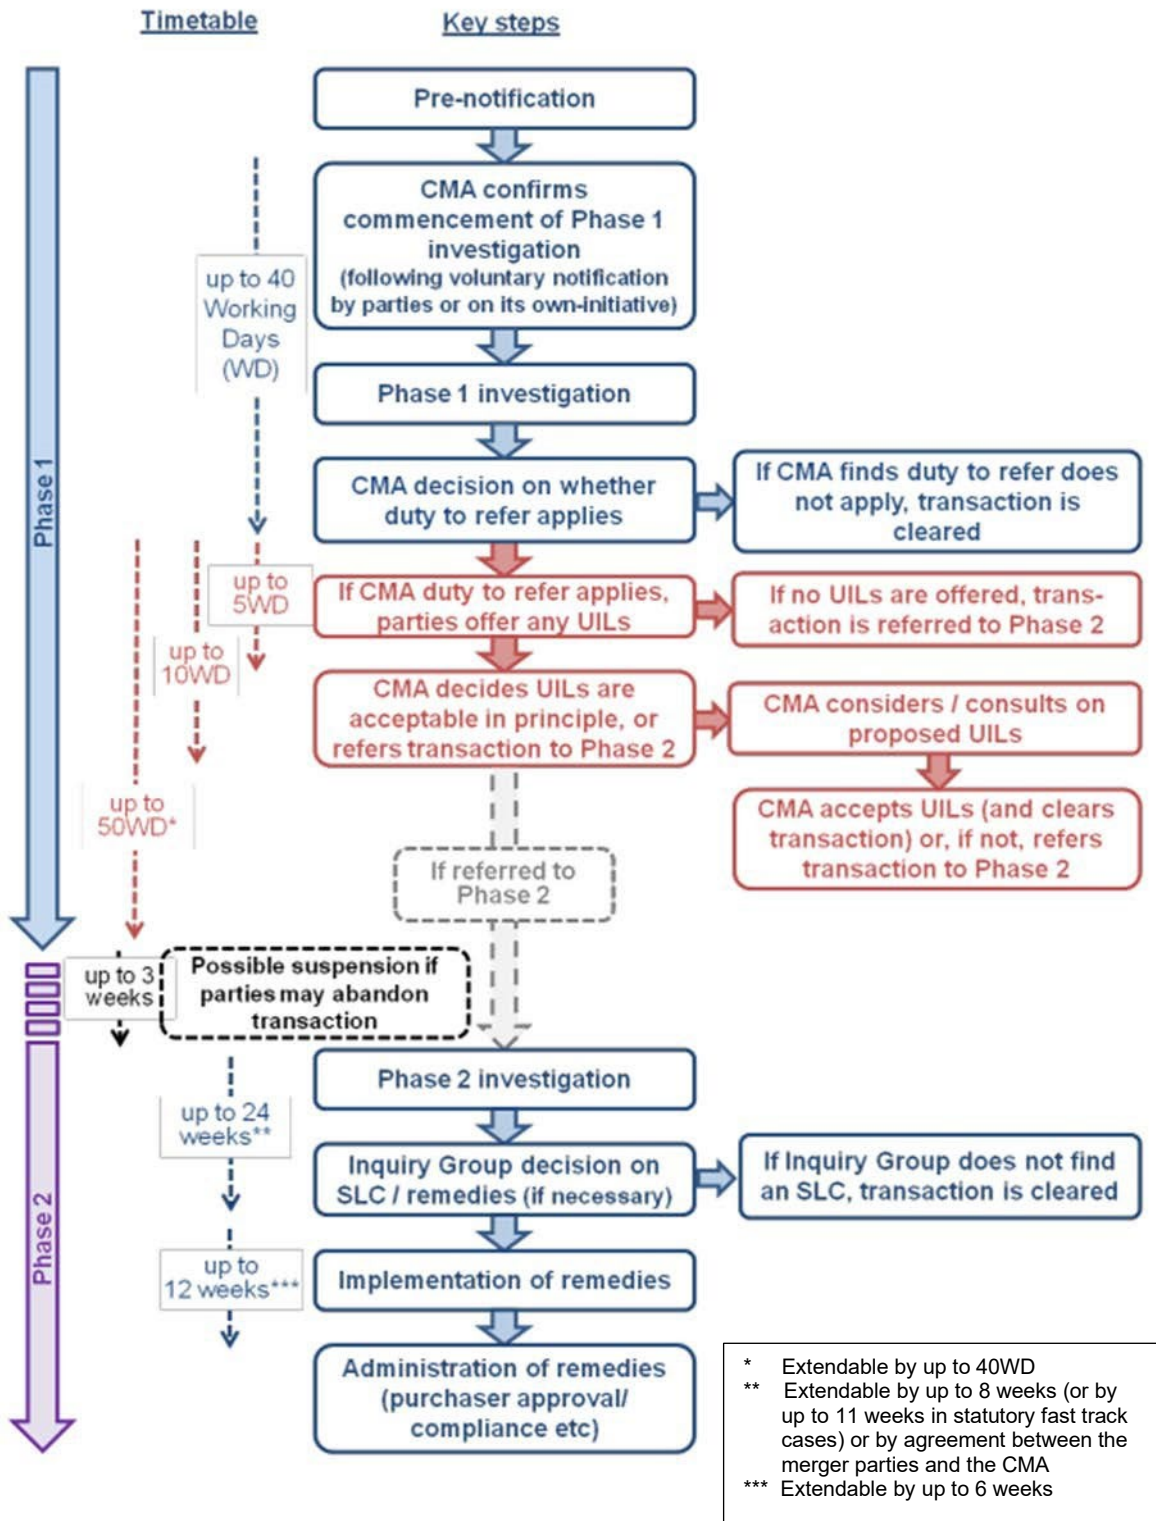 Timetable
Key steps
Pre-notification
CMA confirms
commencement of Phase 1
investigation
(following voluntary notification
by parties or on its own-initiative)
up to 40
Working
Days
(WD)
Phase 1 investigation
Phase 1
CMA decision on whether
duty to refer applies
If CMA finds duty to refer does
not apply, transaction is
cleared
up to
5WD
If CMA duty to refer applies,
parties offer any UILs
If no UILs are offered, trans-
action is referred to Phase 2
up to
10WD
CMA decides UILs are
acceptable in principle, or
refers transaction to Phase 2
CMA considers / consults on
proposed UILs
up to
50WD*
CMA accepts UILs (and clears
transaction) or, if not, refers
transaction to Phase 2
If referred to
Phase 2
up to 3
weeks
Possible suspension if
parties may abandon
transaction
Phase 2 investigation
up to 24
weeks**
Inquiry Group decision on
SLC / remedies (if necessary)
If Inquiry Group does not find
an SLC, transaction is cleared
Phase 2
up to
12 weeks***
Implementation of remedies
Administration of remedies
(purchaser approval/
compliance etc)
* Extendable by up to 40WD
** Extendable by up to 8 weeks (or by
up to 11 weeks in statutory fast track
cases) or by agreement between the
merger parties and the CMA
*** Extendable by up to 6 weeks